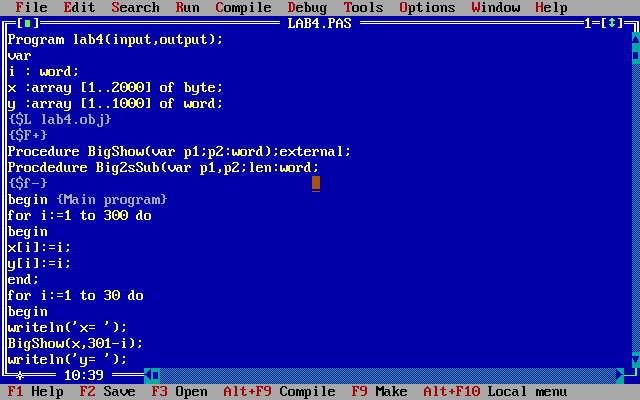 File Edit Search Run Compile Debug Tools Options Window Help
[■] LAB4.PAS 1=[↕]
Program lab4(input,output);
var
i : word;
x :array [1..2000] of byte;
y :array [1..1000] of word;
{$L lab4.obj}
{$F+}
Procedure BigShow(var p1;p2:word);external;
Procdedure Big2sSub(var p1,p2;len:word;
{$f-}
begin {Main program}
for i:=1 to 300 do
begin
x[i]:=i;
y[i]:=i;
end;
for i:=1 to 30 do
begin
writeln('x= ');
BigShow(x,301-i);
writeln('y= ');
10:39
F1 Help F2 Save F3 Open Alt+F9 Compile F9 Make Alt+F10 Local menu